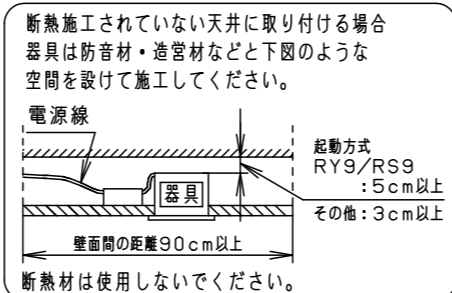 断熱施工されていない天井に取り付ける場合
器具は防音材・造営材などと下図のような
空間を設けて施工してください。
電源線
起動方式
RY9/RS9
:5cm以上
その他:3cm以上
器具
壁面間の距離90cm以上
断熱材は使用しないでください。